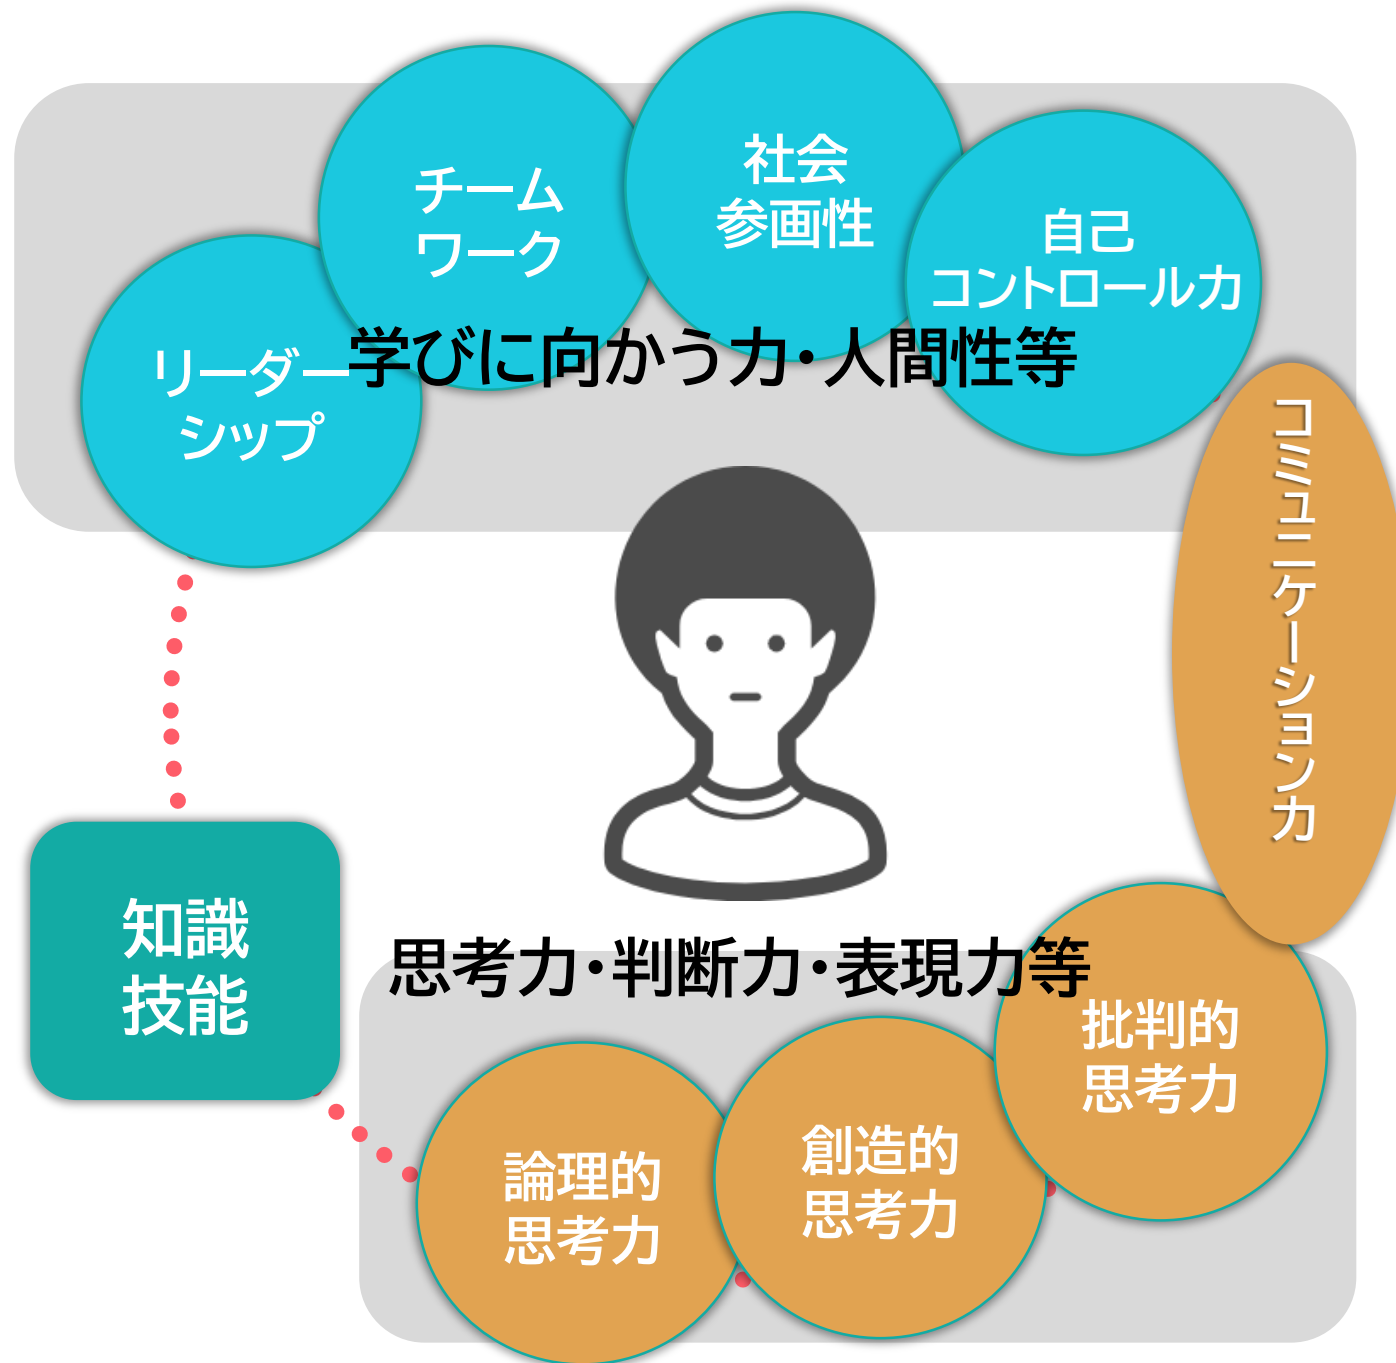 チーム
ワーク
社会
参画性
自己
コントロール力
リーダー
シップ
学びに向かう力・人間性等
コミュニケーション力
知識
技能
思考力・判断力・表現力等
批判的
思考力
創造的
思考力
論理的
思考力